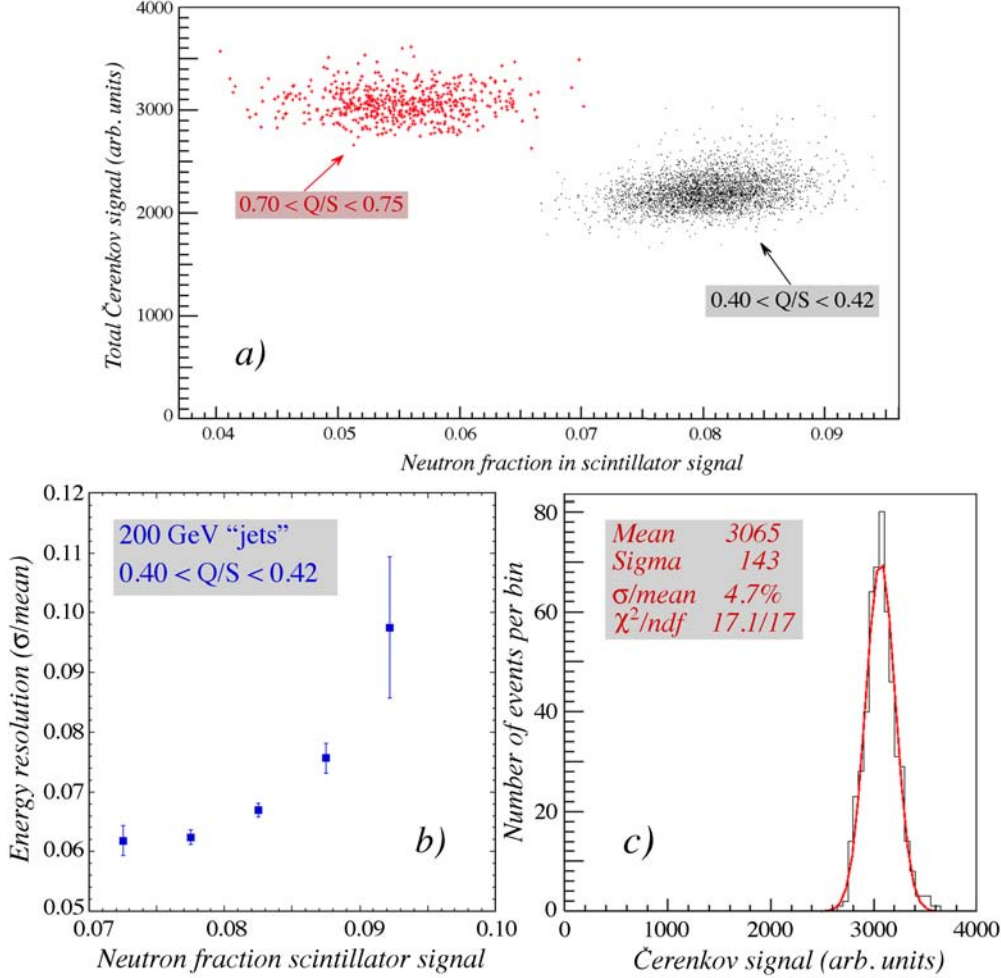 4000
3000
2000
1000
0
Total Čerenkov signal (arb. units)
0.70 < Q/S < 0.75
0.40 < Q/S < 0.42
a)
0.04 0.05 0.06 0.07 0.08 0.09
Neutron fraction in scintillator signal
0.12
0.11
0.10
0.09
0.08
0.07
0.06
0.05
Energy resolution (σ/mean)
200 GeV “jets”
0.40 < Q/S < 0.42
b)
0.07 0.08 0.09 0.10
Neutron fraction scintillator signal
80
60
40
20
0
Number of events per bin
Mean 3065
Sigma 143
σ/mean 4.7%
χ²/ndf 17.1/17
c)
0 1000 2000 3000 4000
Čerenkov signal (arb. units)